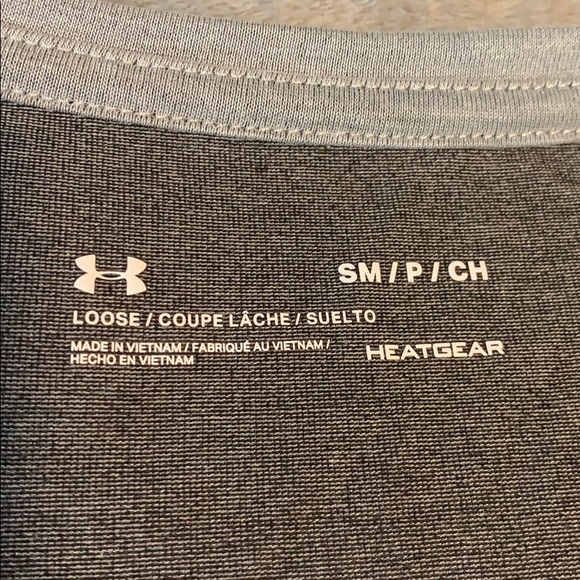 SM / P / CH
LOOSE / COUPE LÂCHE / SUELTO
MADE IN VIETNAM / FABRIQUÉ AU VIETNAM /
HECHO EN VIETNAM
HEATGEAR